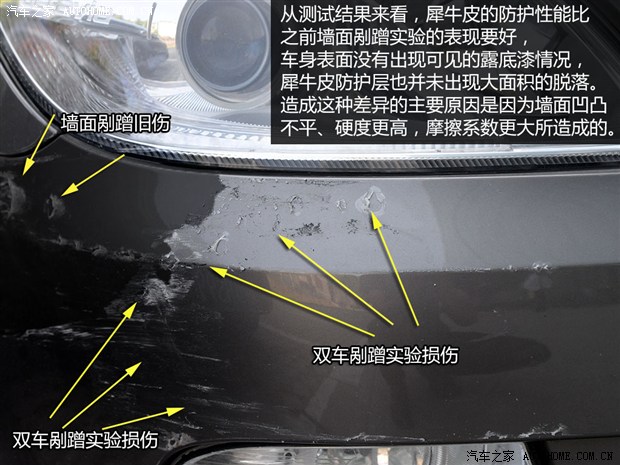 汽车之家 AUTOHOME.COM.CN
从测试结果来看，犀牛皮的防护性能比
之前墙面剐蹭实验的表现要好，
车身表面没有出现可见的露底漆情况，
犀牛皮防护层也并未出现大面积的脱落。
造成这种差异的主要原因是因为墙面凹凸
不平、硬度更高，摩擦系数更大所造成的。
墙面剐蹭旧伤
双车剐蹭实验损伤
双车剐蹭实验损伤
汽车之家 AUTOHOME.COM.CN